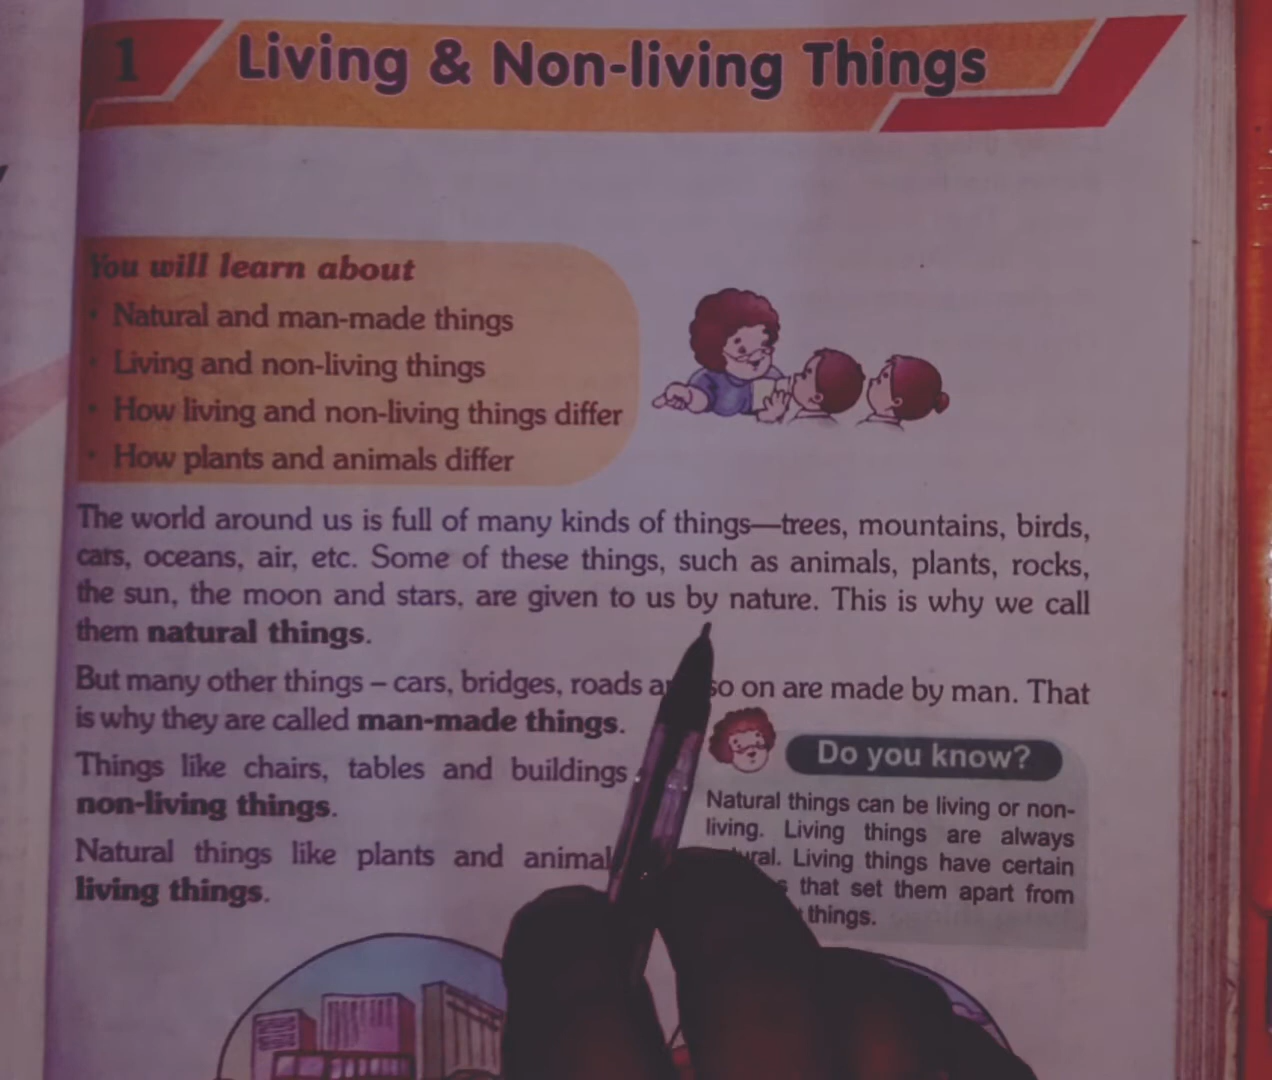 1 Living & Non-living Things
You will learn about
• Natural and man-made things
• Living and non-living things
• How living and non-living things differ
• How plants and animals differ
The world around us is full of many kinds of things—trees, mountains, birds,
cars, oceans, air, etc. Some of these things, such as animals, plants, rocks,
the sun, the moon and stars, are given to us by nature. This is why we call
them natural things.
But many other things – cars, bridges, roads so on are made by man. That
is why they are called man-made things.
Things like chairs, tables and buildings
non-living things.
Natural things like plants and animal
living things.
Do you know?
Natural things can be living or non-
living. Living things are always
Living things have certain
that set them apart from
things.